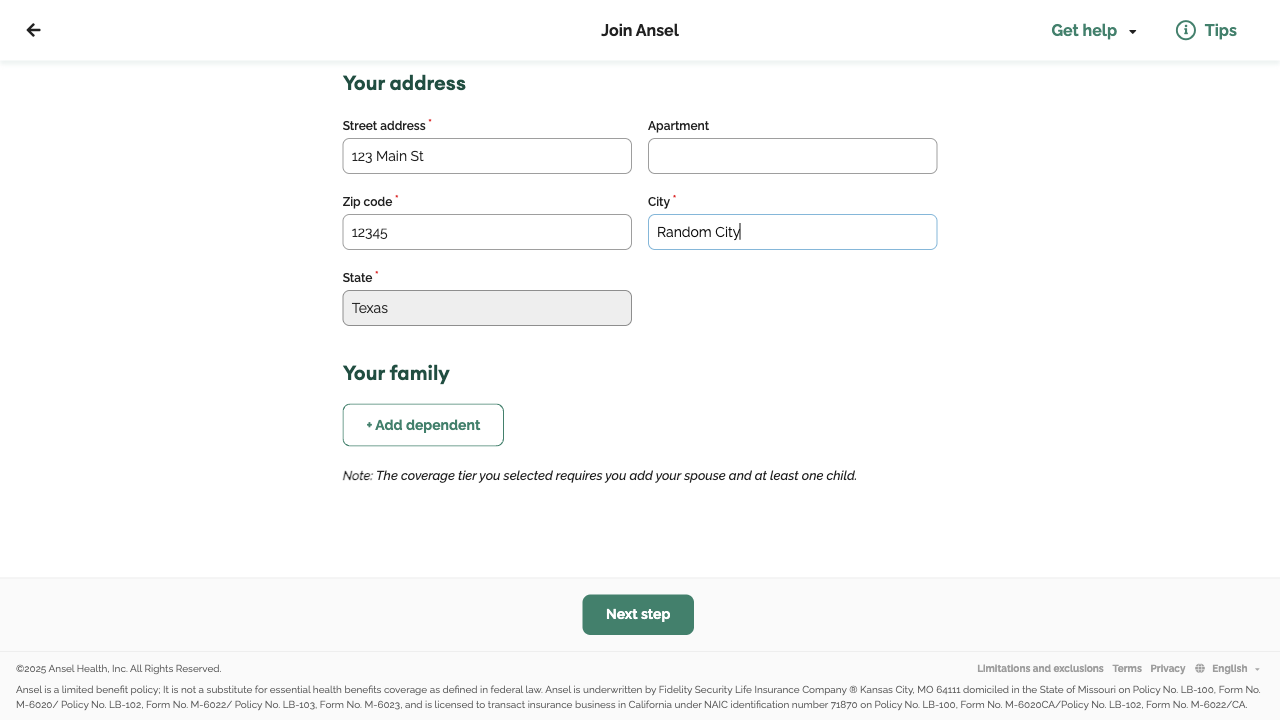 Join Ansel
Get help
Tips
Your address
Street address *
Apartment
123 Main St
Zip code *
City *
12345
Random City
State *
Texas
Your family
+ Add dependent
Note: The coverage tier you selected requires you add your spouse and at least one child.
Next step
©2025 Ansel Health, Inc. All Rights Reserved.
Limitations and exclusions Terms Privacy English
Ansel is a limited benefit policy; It is not a substitute for essential health benefits coverage as defined in federal law. Ansel is underwritten by Fidelity Security Life Insurance Company ® Kansas City, MO 64111 domiciled in the State of Missouri on Policy No. LB-100, Form No.
M-6020/ Policy No. LB-102, Form No. M-6022/ Policy No. LB-103, Form No. M-6023, and is licensed to transact insurance business in California under NAIC identification number 71870 on Policy No. LB-100, Form No. M-6020CA/Policy No. LB-102, Form No. M-6022/CA.